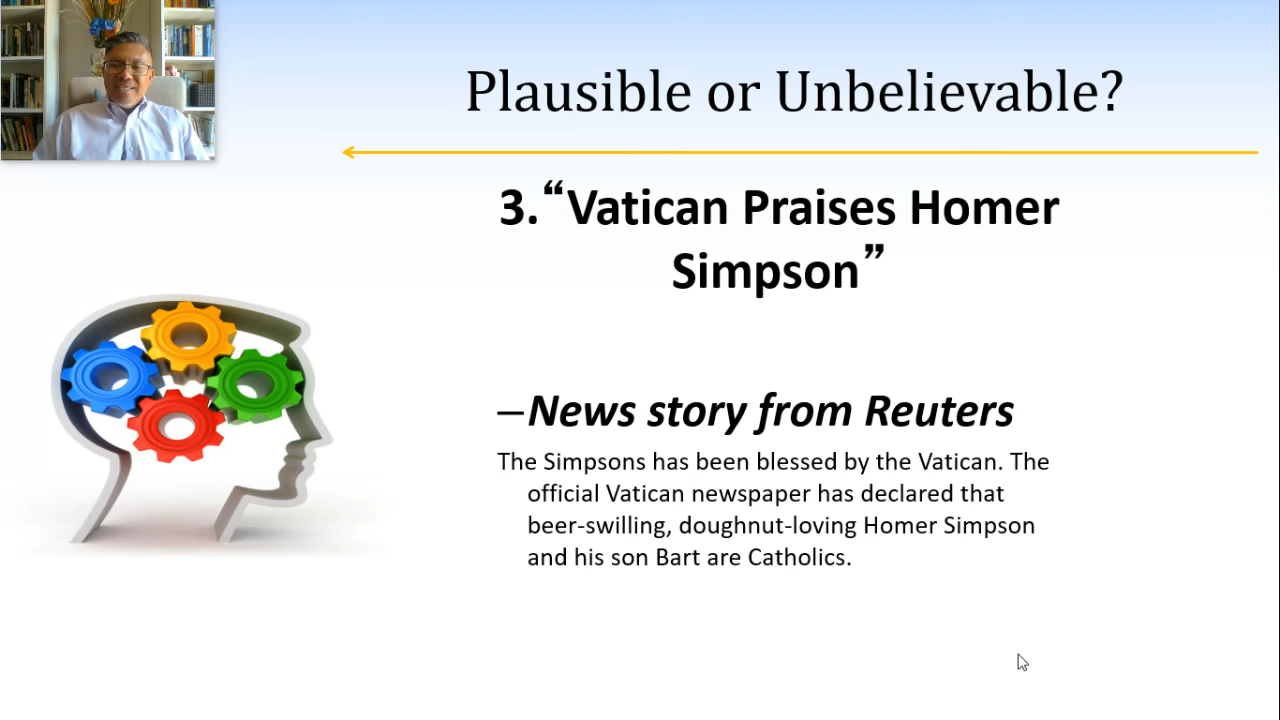 Plausible or Unbelievable?
3.“Vatican Praises Homer
Simpson”
–News story from Reuters
The Simpsons has been blessed by the Vatican. The
official Vatican newspaper has declared that
beer-swilling, doughnut-loving Homer Simpson
and his son Bart are Catholics.